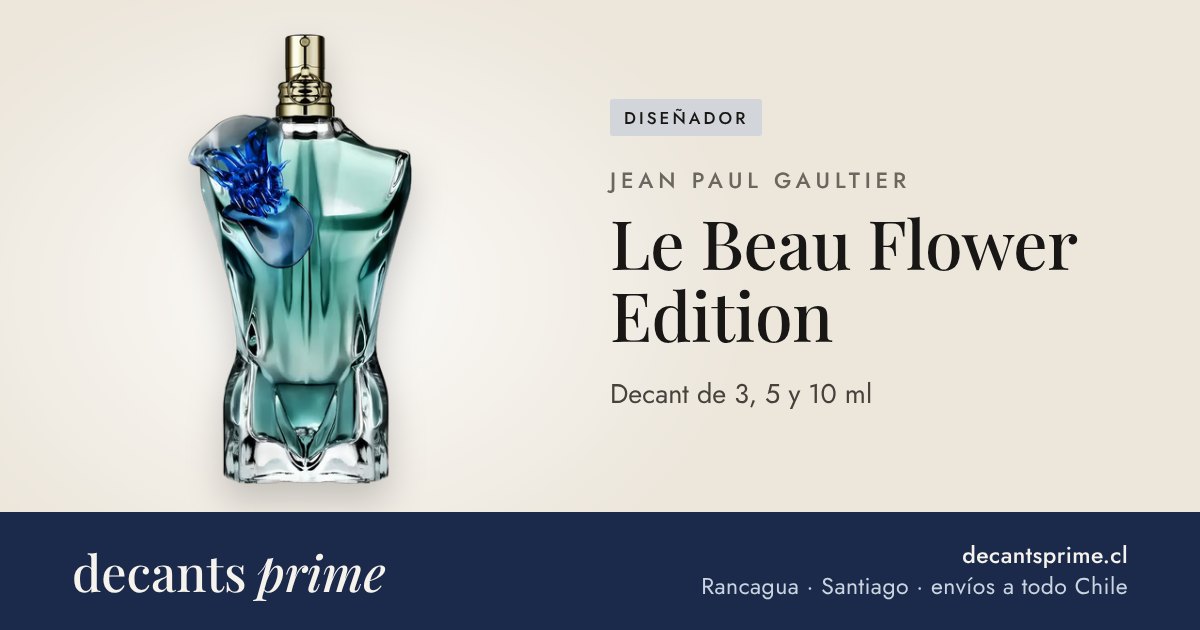 DISEÑADOR
JEAN PAUL GAULTIER
Le Beau Flower
Edition
Decant de 3, 5 y 10 ml
decants prime
decantsprime.cl
Rancagua · Santiago · envíos a todo Chile